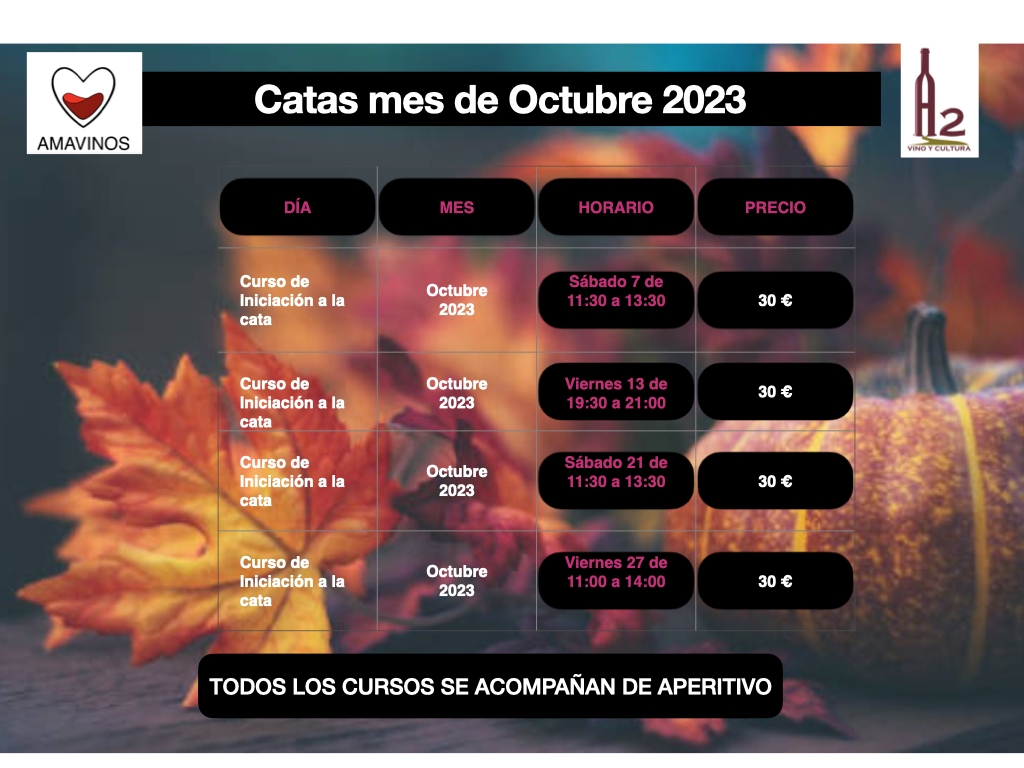 Catas mes de Octubre 2023
AMAVINOS
A2
VINO Y CULTURA
DÍA
MES
HORARIO
PRECIO
Curso de
Iniciación a la
cata
Octubre
2023
Sábado 7 de
11:30 a 13:30
30 €
Curso de
Iniciación a la
cata
Octubre
2023
Viernes 13 de
19:30 a 21:00
30 €
Curso de
Iniciación a la
cata
Octubre
2023
Sábado 21 de
11:30 a 13:30
30 €
Curso de
Iniciación a la
cata
Octubre
2023
Viernes 27 de
11:00 a 14:00
30 €
TODOS LOS CURSOS SE ACOMPAÑAN DE APERITIVO